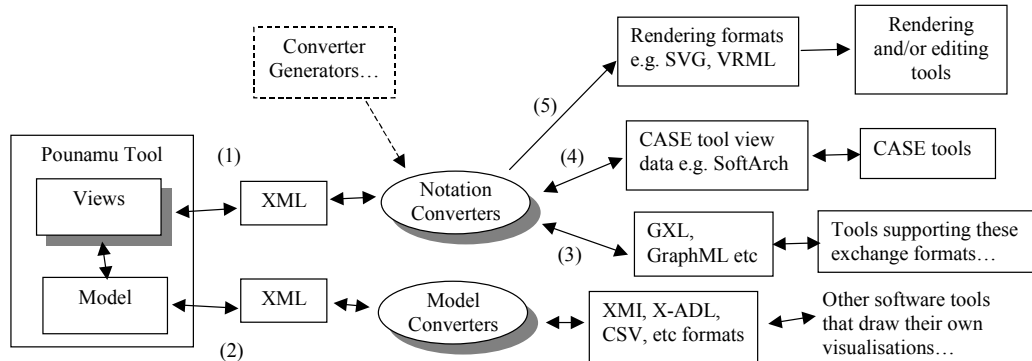 Converter
Generators…
Rendering formats
e.g. SVG, VRML
Rendering
and/or editing
tools
(5)
Pounamu Tool
(1)
(4)
CASE tool view
data e.g. SoftArch
CASE tools
Views
XML
Notation
Converters
(3)
GXL,
GraphML etc
Tools supporting these
exchange formats…
Model
XML
Model
Converters
XMI, X-ADL,
CSV, etc formats
Other software tools
that draw their own
visualisations…
(2)